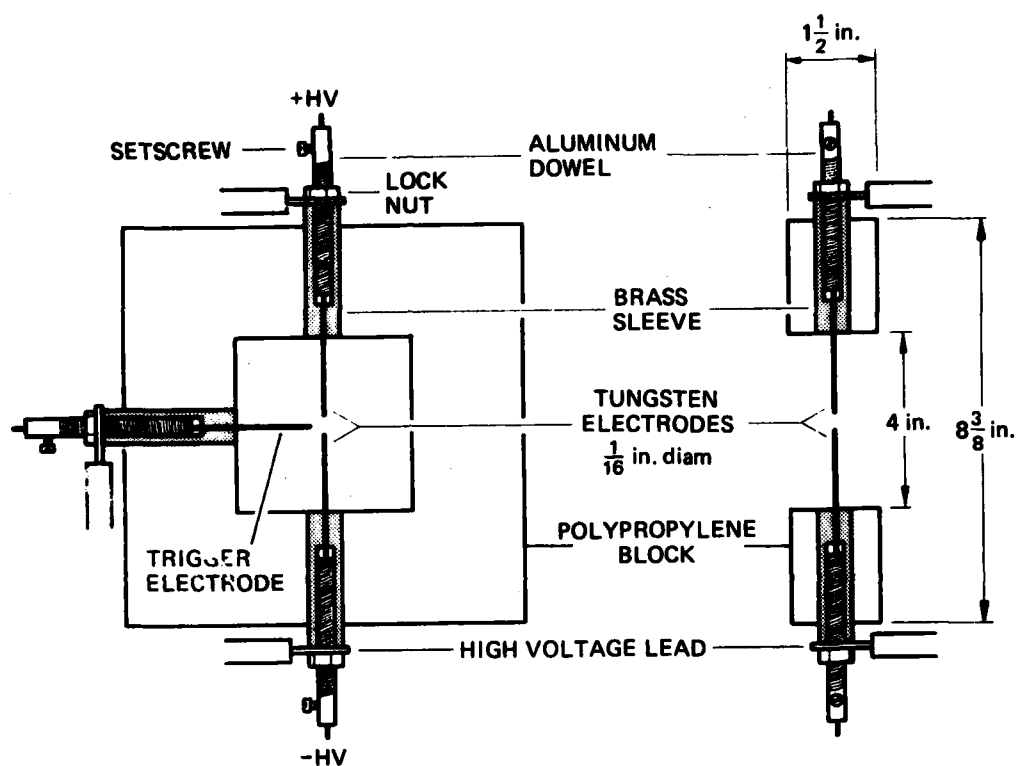 1 1/2 in.
+HV
SETSCREW
ALUMINUM
DOWEL
LOCK
NUT
BRASS
SLEEVE
TUNGSTEN
ELECTRODES
1/16 in. diam
4 in.
8 3/8 in.
POLYPROPYLENE
BLOCK
TRIGGER
ELECTRODE
HIGH VOLTAGE LEAD
-HV